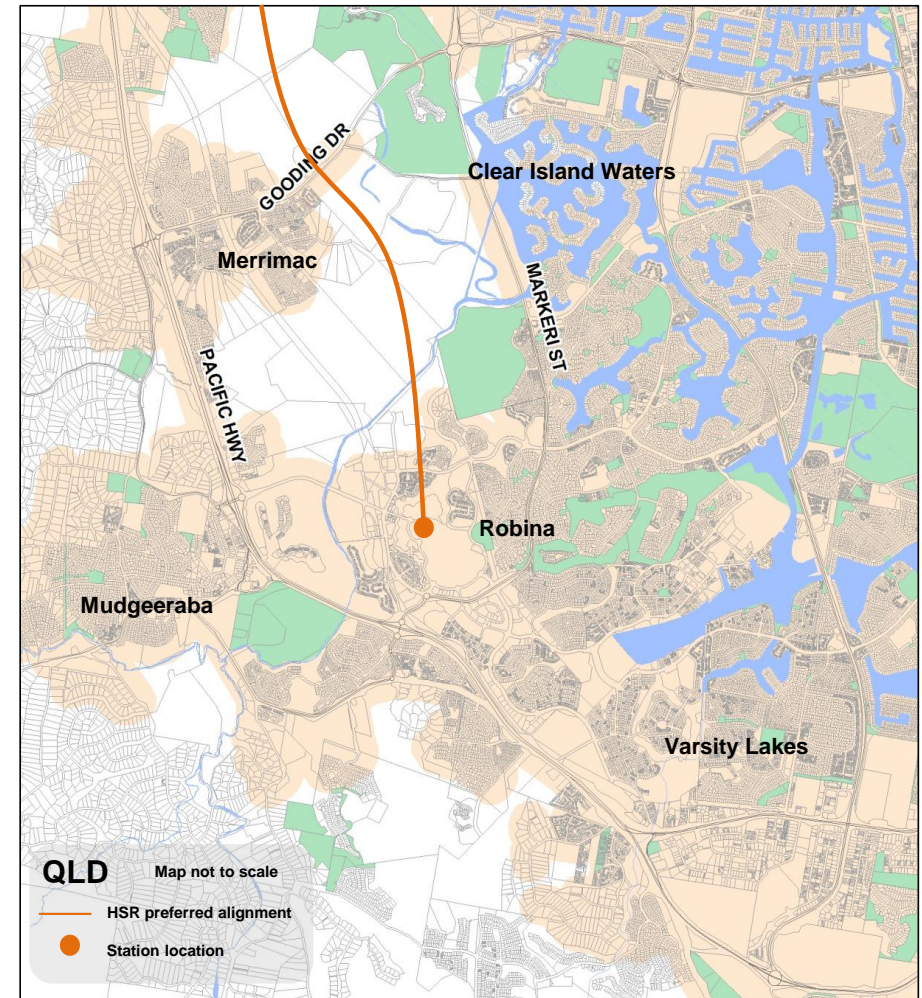 GOODING DR
Clear Island Waters
Merrimac
MARKERI ST
PACIFIC HWY
Robina
Mudgeeraba
Varsity Lakes
QLD Map not to scale
HSR preferred alignment
Station location